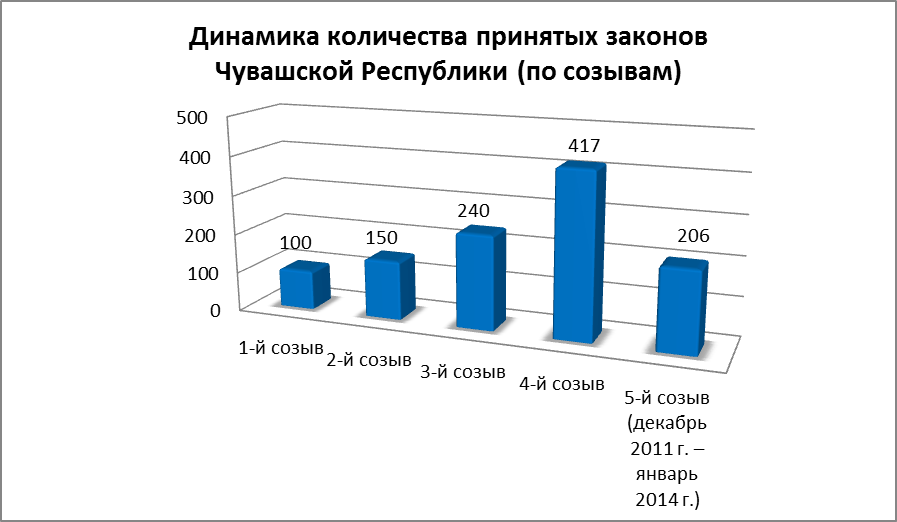 Динамика количества принятых законов
Чувашской Республики (по созывам)
500
400
300
200
100
0
100
150
240
417
206
1-й созыв
2-й созыв
3-й созыв
4-й созыв
5-й созыв
(декабрь
2011 г. –
январь
2014 г.)